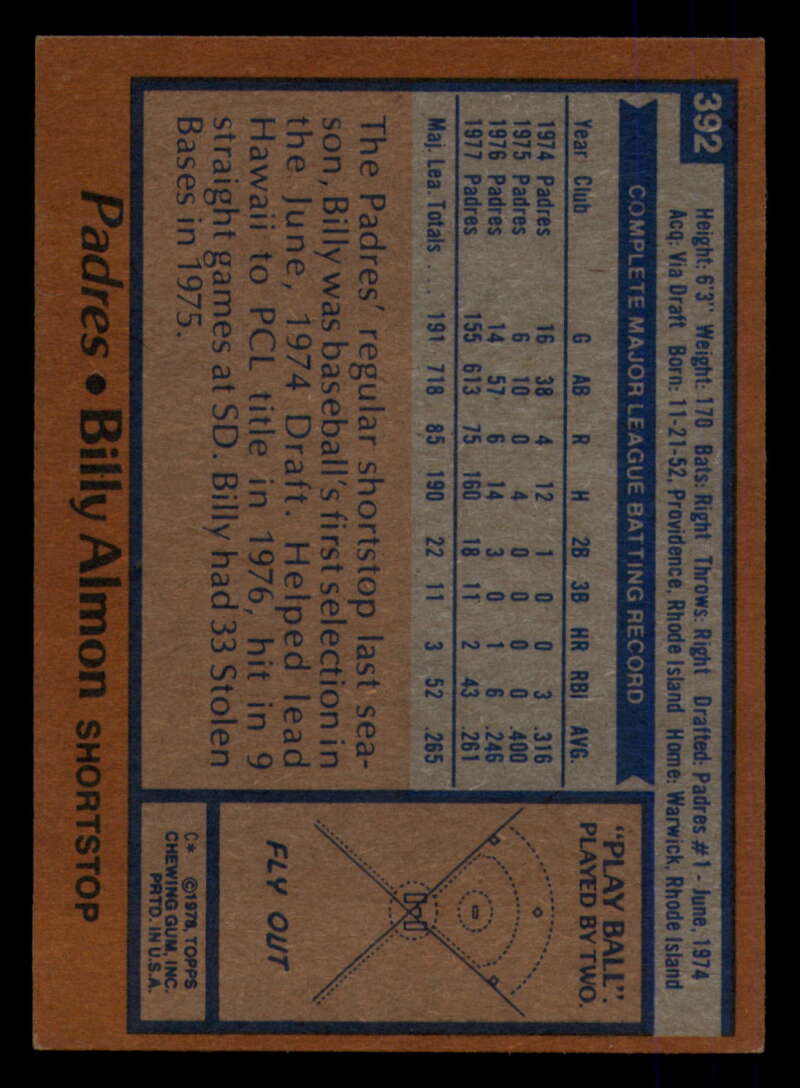 392
Height: 6'3" Weight: 170 Bats: Right Throws: Right Drafted: Padres #1 - June, 1974
Acq: Via Draft Born: 11-21-52, Providence, Rhode Island Home: Warwick, Rhode Island
COMPLETE MAJOR LEAGUE BATTING RECORD
Year Club G AB R H 2B 3B HR RBI AVG.
1974 Padres 16 38 4 12 1 0 0 3 .316
1975 Padres 6 10 0 4 0 0 0 0 .400
1976 Padres 14 57 6 14 3 0 1 6 .246
1977 Padres 155 613 75 160 18 11 2 43 .261
Maj. Lea. Totals .... 191 718 85 190 22 11 3 52 .265
The Padres' regular shortstop last sea-
son, Billy was baseball's first selection in
the June, 1974 Draft. Helped lead
Hawaii to PCL title in 1976, hit in 9
straight games at SD. Billy had 33 Stolen
Bases in 1975.
"PLAY BALL".
PLAYED BY TWO.
FLY OUT
C* ©1978, TOPPS
CHEWING GUM, INC.
PRTD. IN U.S.A.
Padres • Billy Almon SHORTSTOP